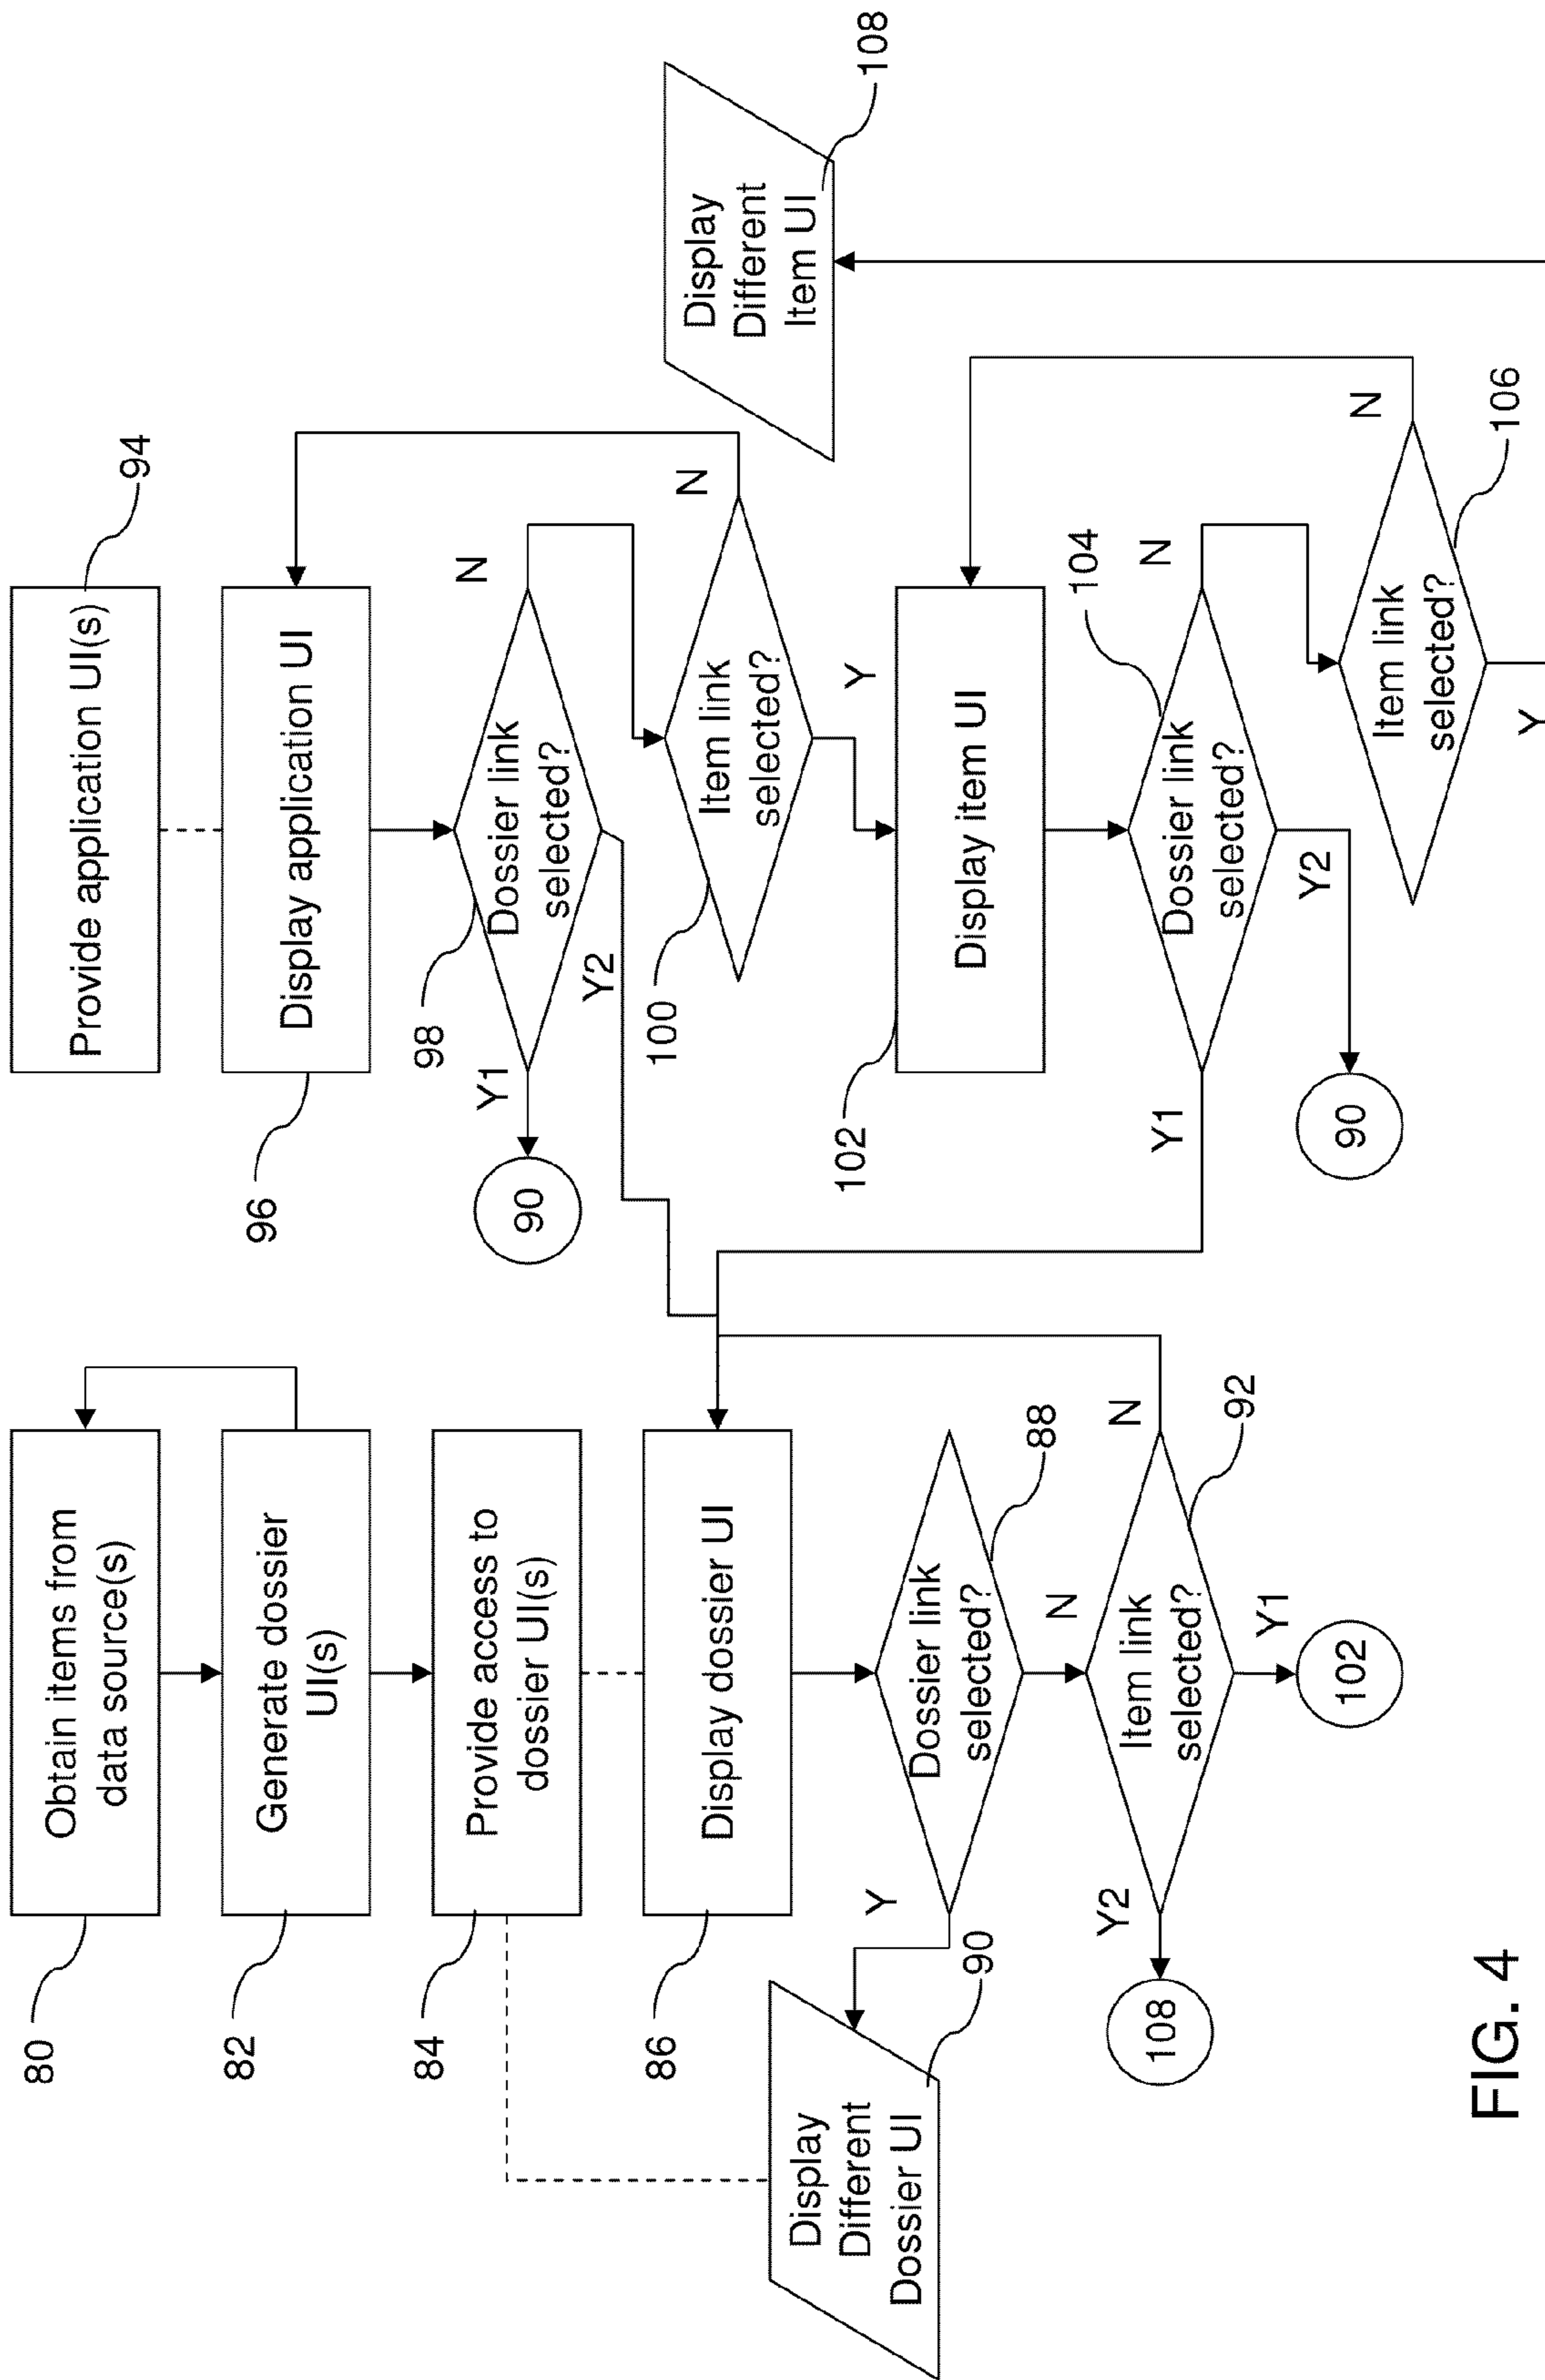 80
Obtain items from
data source(s)
82
Generate dossier
UI(s)
84
Provide access to
dossier UI(s)
86
Display dossier UI
Display
Different
Dossier UI
90
Y
Dossier link
selected?
88
N
Y2
Item link
selected?
N
92
108
Y1
102
94
Provide application UI(s)
96
Display application UI
98
Dossier link
selected?
Y1
90
Y2
N
100
Item link
selected?
N
Y
Display
Different
Item UI
108
102
Display item UI
104
Dossier link
selected?
Y1
N
Y2
90
Item link
selected?
N
106
Y
FIG. 4